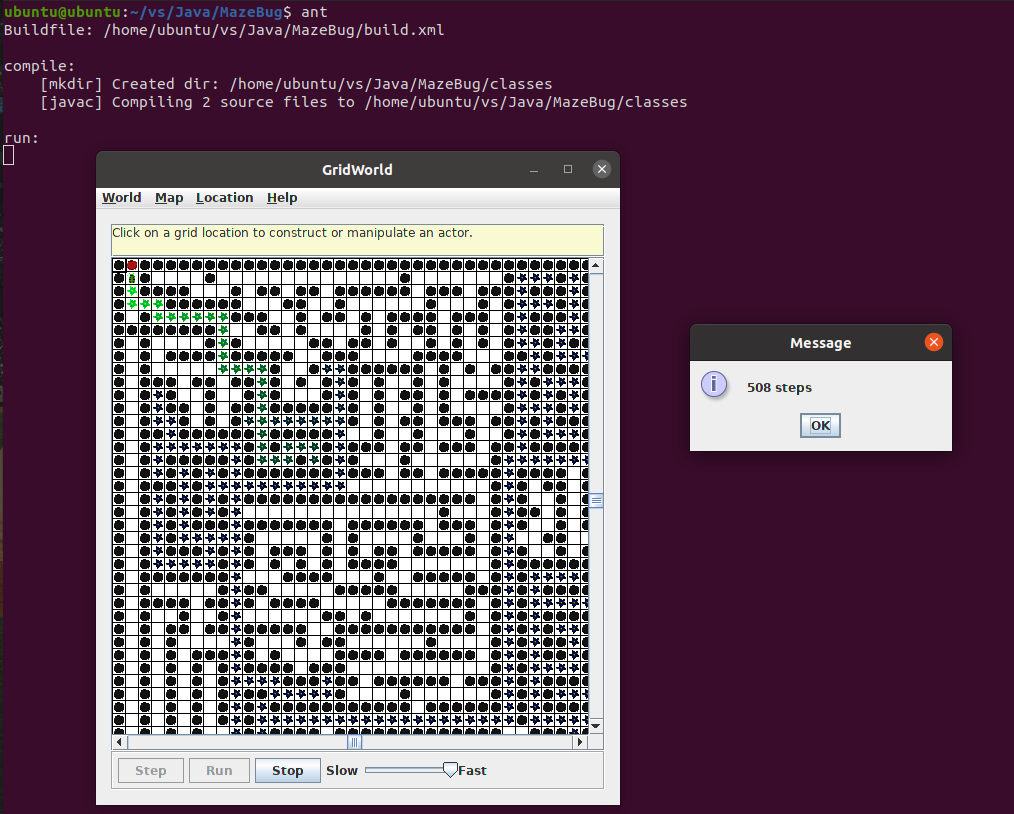 ubuntu@ubuntu:~/vs/Java/MazeBug$ ant
Buildfile: /home/ubuntu/vs/Java/MazeBug/build.xml
compile:
[mkdir] Created dir: /home/ubuntu/vs/Java/MazeBug/classes
[javac] Compiling 2 source files to /home/ubuntu/vs/Java/MazeBug/classes
run:
GridWorld
World Map Location Help
Click on a grid location to construct or manipulate an actor.
Step Run Stop Slow Fast
Message
508 steps
OK